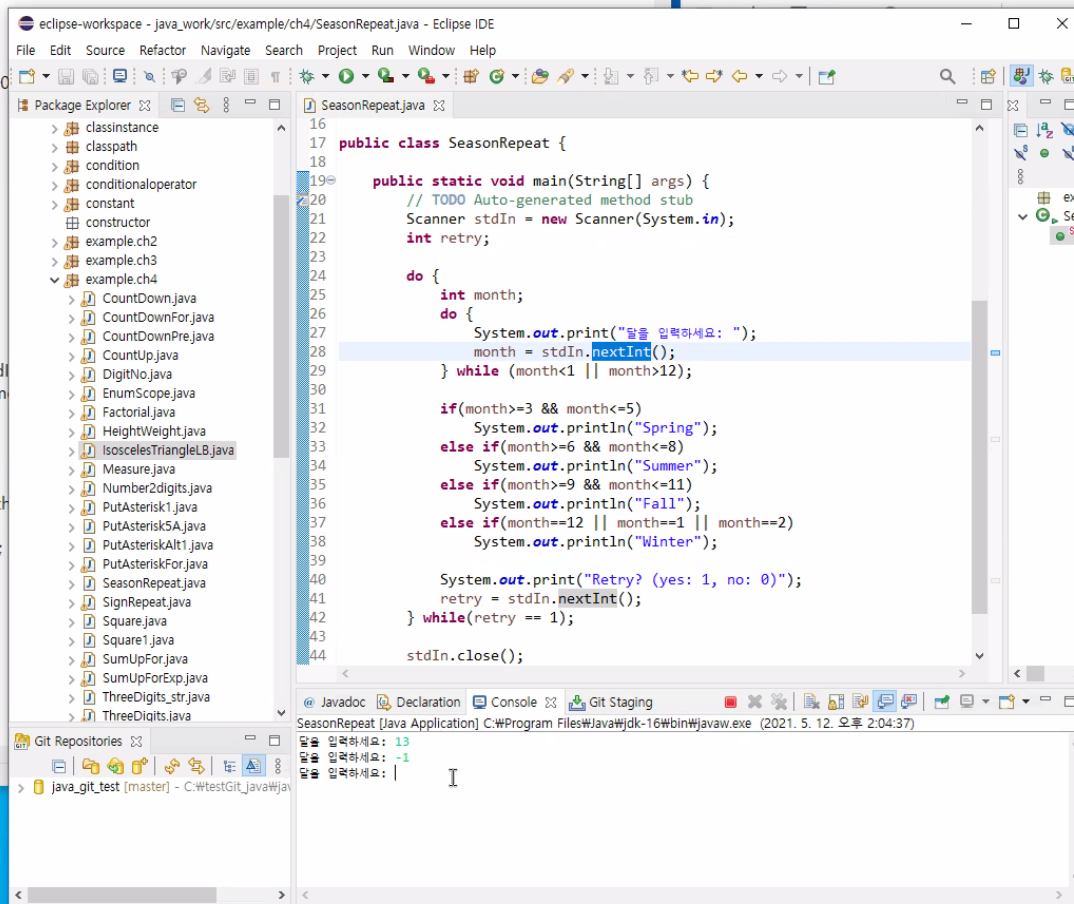 eclipse-workspace - java_work/src/example/ch4/SeasonRepeat.java - Eclipse IDE
File Edit Source Refactor Navigate Search Project Run Window Help
Package Explorer
classinstance
classpath
condition
conditionaloperator
constant
constructor
example.ch2
example.ch3
example.ch4
CountDown.java
CountDownFor.java
CountDownPre.java
CountUp.java
DigitNo.java
EnumScope.java
Factorial.java
HeightWeight.java
IsoscelesTriangleLB.java
Measure.java
Number2digits.java
PutAsterisk1.java
PutAsterisk5A.java
PutAsteriskAlt1.java
PutAsteriskFor.java
SeasonRepeat.java
SignRepeat.java
Square.java
Square1.java
SumUpFor.java
SumUpForExp.java
ThreeDigits_str.java
ThreeDigits.java
Git Repositories
java_git_test [master] - C:₩testGit_java₩jav
SeasonRepeat.java
16
17 public class SeasonRepeat {
18
19 public static void main(String[] args) {
20 // TODO Auto-generated method stub
21 Scanner stdIn = new Scanner(System.in);
22 int retry;
23
24 do {
25 int month;
26 do {
27 System.out.print("달을 입력하세요: ");
28 month = stdIn.nextInt();
29 } while (month<1 || month>12);
30
31 if(month>=3 && month<=5)
32 System.out.println("Spring");
33 else if(month>=6 && month<=8)
34 System.out.println("Summer");
35 else if(month>=9 && month<=11)
36 System.out.println("Fall");
37 else if(month==12 || month==1 || month==2)
38 System.out.println("Winter");
39
40 System.out.print("Retry? (yes: 1, no: 0)");
41 retry = stdIn.nextInt();
42 } while(retry == 1);
43
44 stdIn.close();
Javadoc Declaration Console Git Staging
SeasonRepeat [Java Application] C:₩Program Files₩Java₩jdk-16₩bin₩javaw.exe (2021. 5. 12. 오후 2:04:37)
달을 입력하세요: 13
달을 입력하세요: -1
달을 입력하세요: